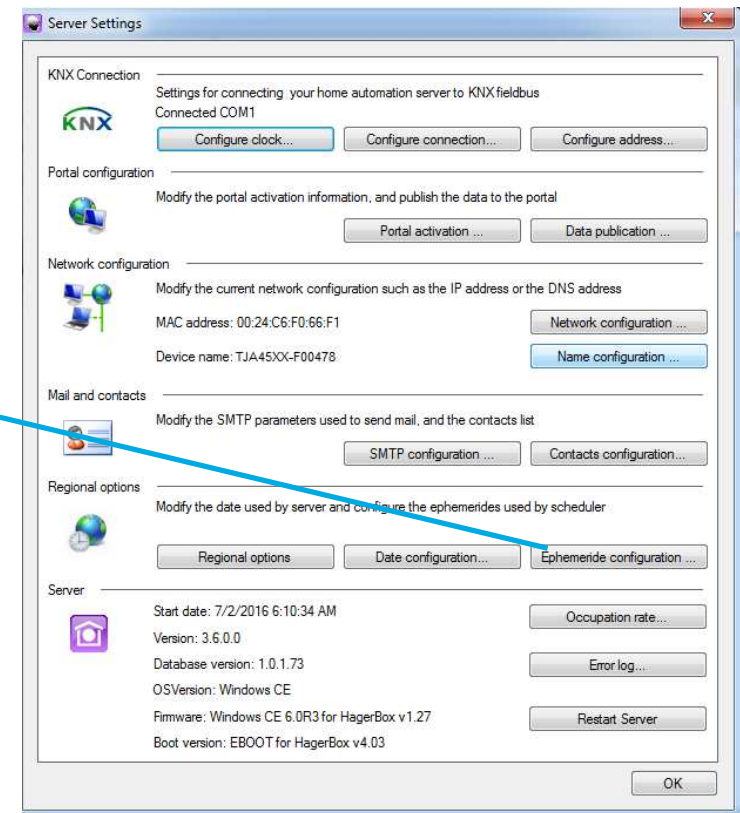 Server Settings
x
KNX Connection
Settings for connecting your home automation server to KNX fieldbus
KNX
Connected COM1
Configure clock... Configure connection... Configure address...
Portal configuration
Modify the portal activation information, and publish the data to the portal
Portal activation ... Data publication ...
Network configuration
Modify the current network configuration such as the IP address or the DNS address
MAC address: 00:24:C6:F0:66:F1 Network configuration ...
Device name: TJA45XX-F00478 Name configuration ...
Mail and contacts
Modify the SMTP parameters used to send mail, and the contacts list
SMTP configuration ... Contacts configuration...
Regional options
Modify the date used by server and configure the ephemerides used by scheduler
Regional options Date configuration... Ephemeride configuration ...
Server
Start date: 7/2/2016 6:10:34 AM Occupation rate...
Version: 3.6.0.0
Database version: 1.0.1.73 Error log...
OSVersion: Windows CE
Firmware: Windows CE 6.0R3 for HagerBox v1.27 Restart Server
Boot version: EBOOT for HagerBox v4.03
OK